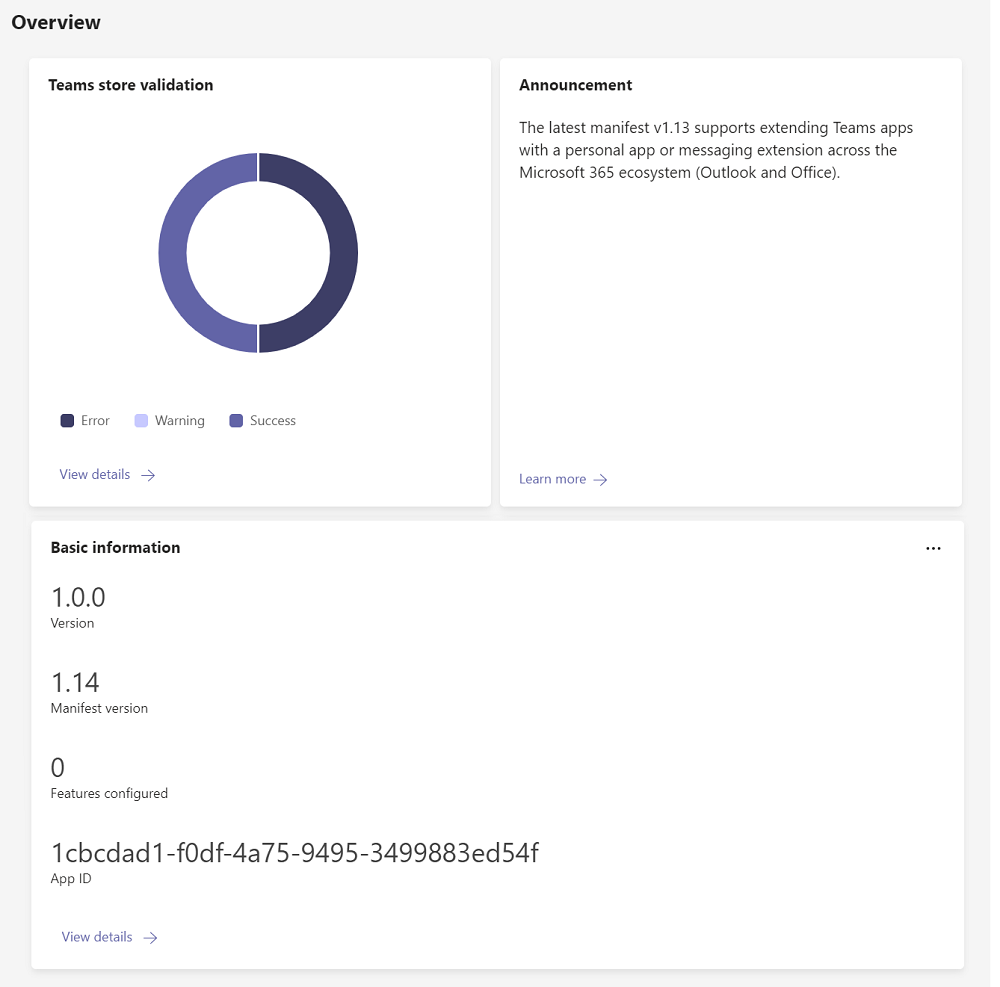 Overview
Teams store validation
Error
Warning
Success
View details
Announcement
The latest manifest v1.13 supports extending Teams apps
with a personal app or messaging extension across the
Microsoft 365 ecosystem (Outlook and Office).
Learn more
Basic information
1.0.0
Version
1.14
Manifest version
0
Features configured
1cbcdad1-f0df-4a75-9495-3499883ed54f
App ID
View details